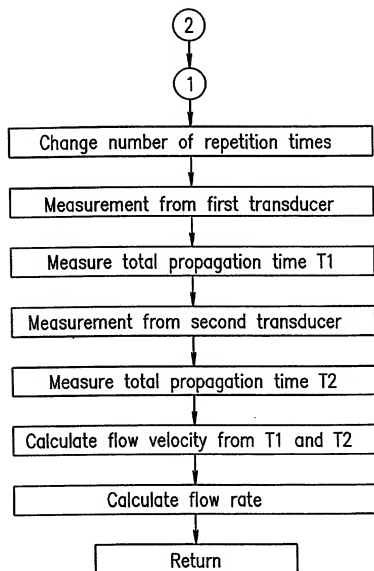 2
1
Change number of repetition times
Measurement from first transducer
Measure total propagation time T1
Measurement from second transducer
Measure total propagation time T2
Calculate flow velocity from T1 and T2
Calculate flow rate
Return